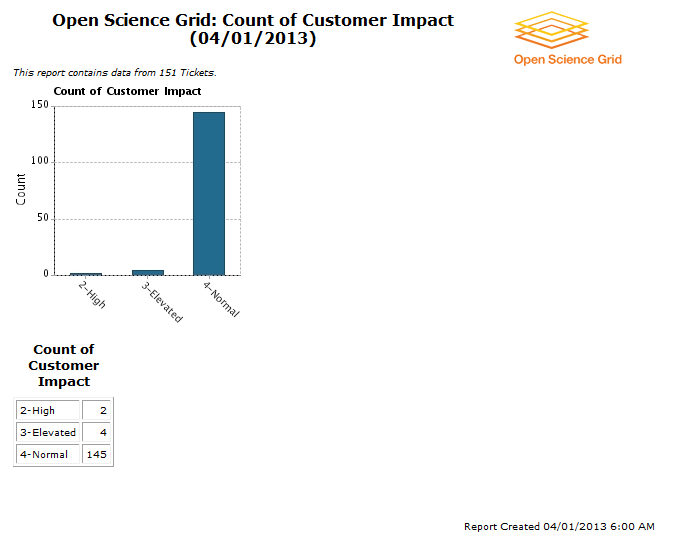 Open Science Grid: Count of Customer Impact
(04/01/2013)
Open Science Grid
This report contains data from 151 Tickets.
Count of Customer Impact
150
100
50
0
Count
2-High
3-Elevated
4-Normal
Count of
Customer
Impact
2-High 2
3-Elevated 4
4-Normal 145
Report Created 04/01/2013 6:00 AM